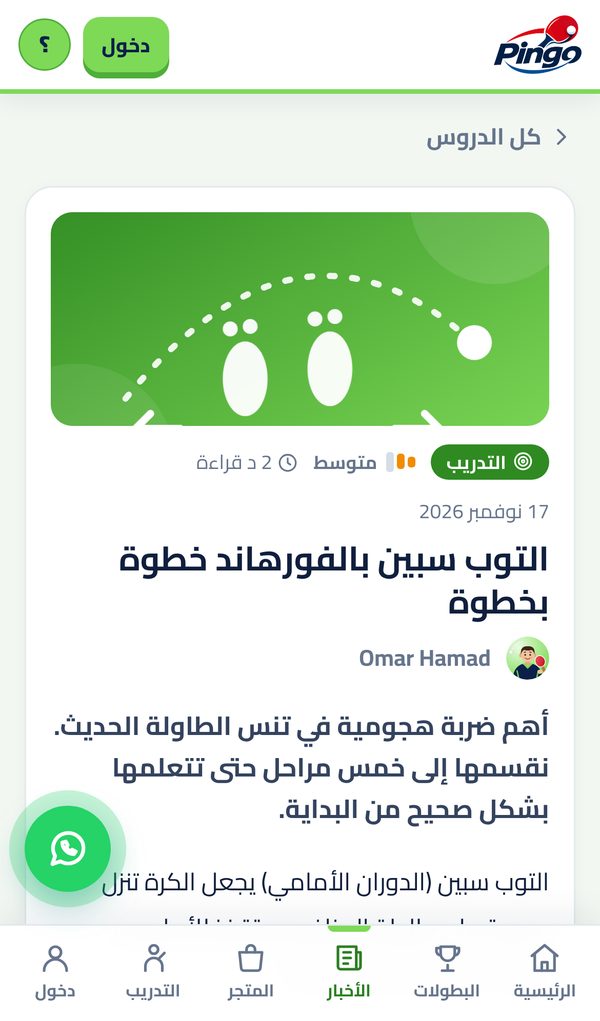 Pingo
دخول
؟
كل الدروس
التدريب
متوسط
2 د قراءة
17 نوفمبر 2026
التوب سبين بالفورهاند خطوة
بخطوة
Omar Hamad
أهم ضربة هجومية في تنس الطاولة الحديث.
نقسمها إلى خمس مراحل حتى تتعلمها
بشكل صحيح من البداية.
التوب سبين (الدوران الأمامي) يجعل الكرة تنزل
الرئيسية
البطولات
الأخبار
المتجر
التدريب
دخول